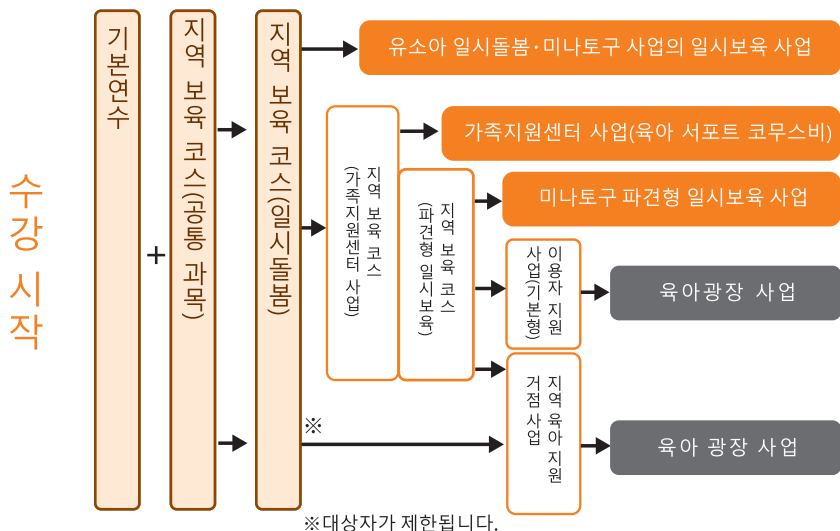 수강 시작
기본연수
+
지역 보육 코스(공통 과목)
지역 보육 코스(일시돌봄)
유소아 일시돌봄·미나토구 사업의 일시보육 사업
지역 보육 코스
(가족지원센터 사업)
가족지원센터 사업(육아 서포트 코무스비)
지역 보육 코스
(파견형 일시보육)
미나토구 파견형 일시보육 사업
이용자 지원
사업(기본형)
육아광장 사업
※
지역 육아 지원
거점 사업
육아 광장 사업
※대상자가 제한됩니다.